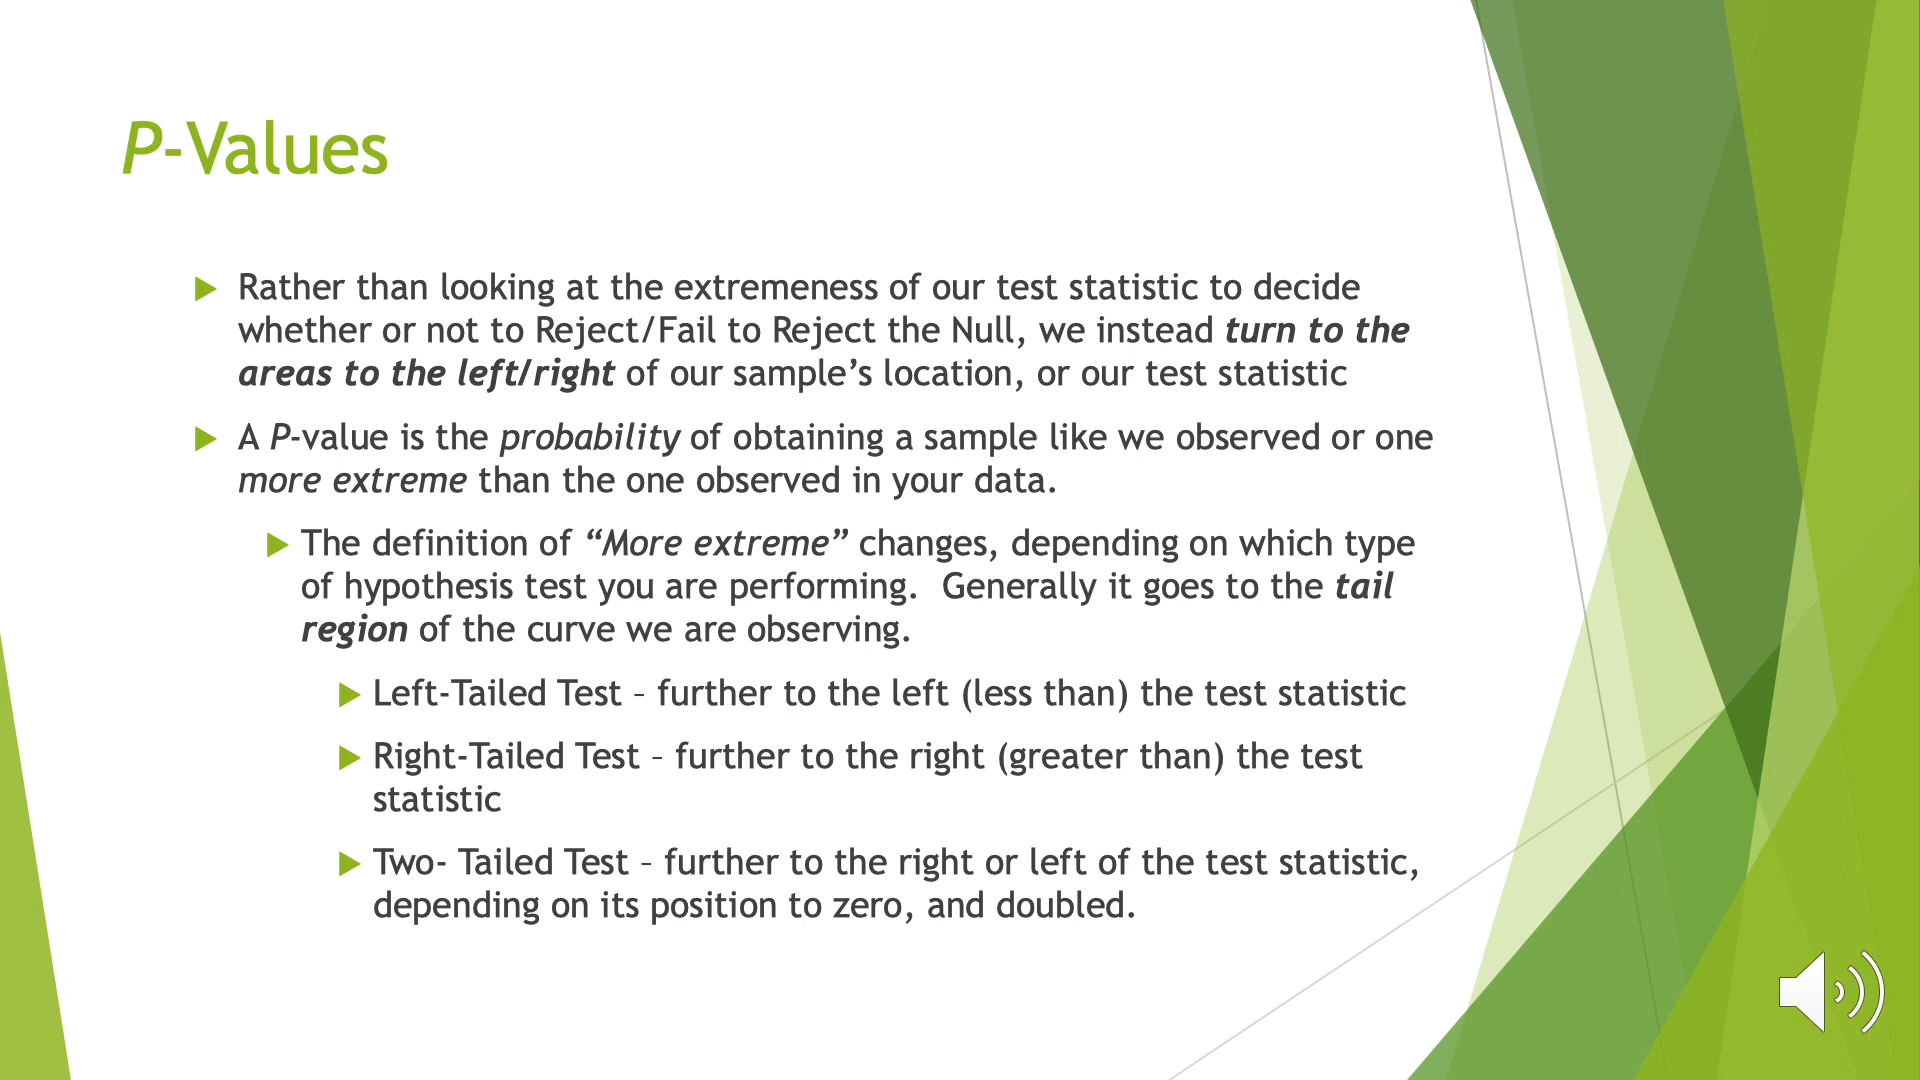 P-Values
Rather than looking at the extremeness of our test statistic to decide
whether or not to Reject/Fail to Reject the Null, we instead turn to the
areas to the left/right of our sample’s location, or our test statistic
A P-value is the probability of obtaining a sample like we observed or one
more extreme than the one observed in your data.
The definition of “More extreme” changes, depending on which type
of hypothesis test you are performing.  Generally it goes to the tail
region of the curve we are observing.
Left-Tailed Test – further to the left (less than) the test statistic
Right-Tailed Test – further to the right (greater than) the test
statistic
Two- Tailed Test – further to the right or left of the test statistic,
depending on its position to zero, and doubled.